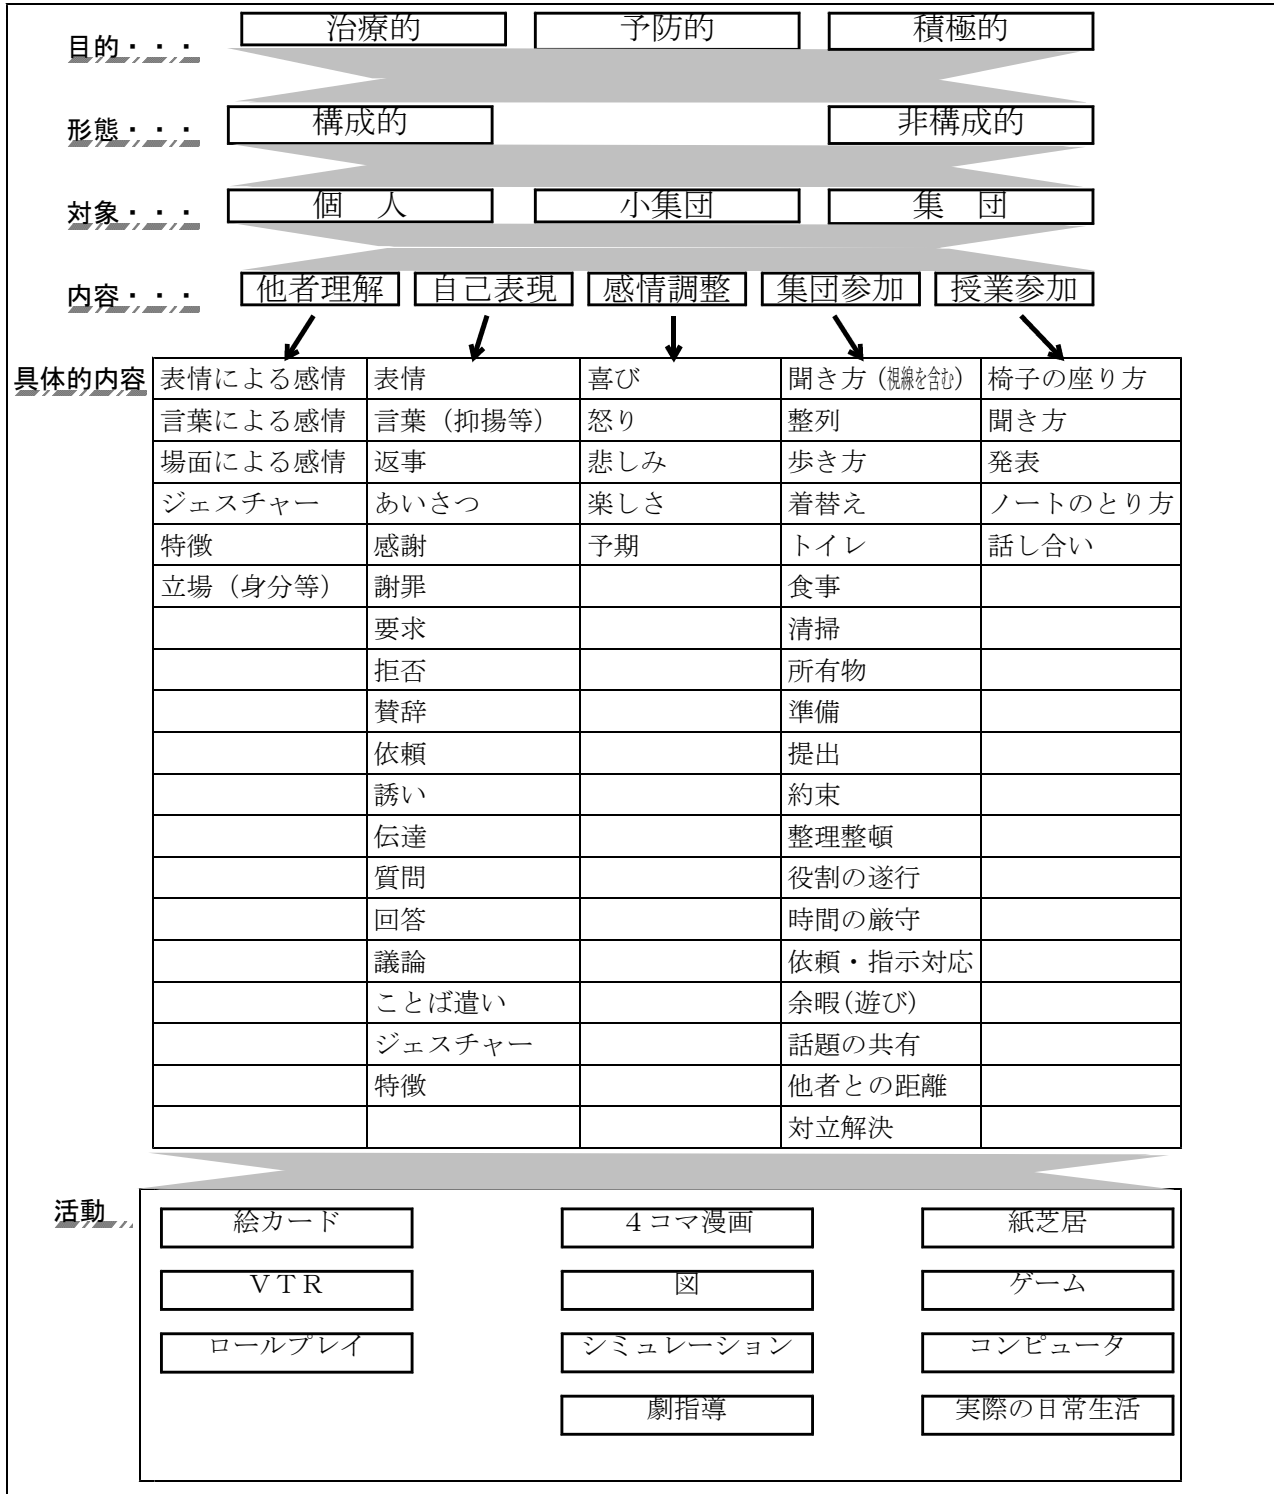 目的・・・ 治療的 予防的 積極的
形態・・・ 構成的 非構成的
対象・・・ 個　人 小集団 集　団
内容・・・ 他者理解 自己表現 感情調整 集団参加 授業参加
具体的内容 表情による感情 表情 喜び 聞き方（視線を含む） 椅子の座り方
言葉による感情 言葉（抑揚等） 怒り 整列 聞き方
場面による感情 返事 悲しみ 歩き方 発表
ジェスチャー あいさつ 楽しさ 着替え ノートのとり方
特徴 感謝 予期 トイレ 話し合い
立場（身分等） 謝罪 食事
要求 清掃
拒否 所有物
賛辞 準備
依頼 提出
誘い 約束
伝達 整理整頓
質問 役割の遂行
回答 時間の厳守
議論 依頼・指示対応
ことば遣い 余暇(遊び)
ジェスチャー 話題の共有
特徴 他者との距離
対立解決
活動 絵カード ４コマ漫画 紙芝居
ＶＴＲ 図 ゲーム
ロールプレイ シミュレーション コンピュータ
劇指導 実際の日常生活